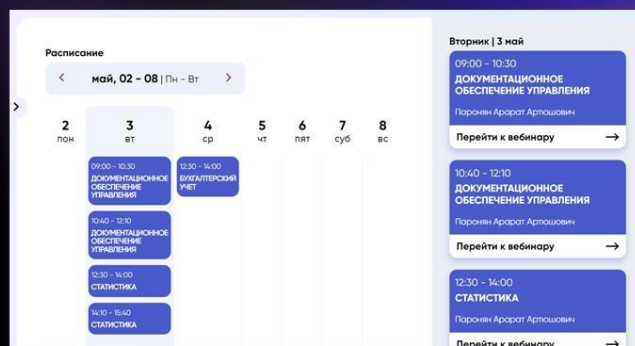 Расписание
май, 02 - 08 | Пн - Вт
2 3 4 5 6 7 8
пон вт ср чт пят суб вс
09:00 - 10:30
ДОКУМЕНТАЦИОННОЕ
ОБЕСПЕЧЕНИЕ
УПРАВЛЕНИЯ
10:40 - 12:10
ДОКУМЕНТАЦИОННОЕ
ОБЕСПЕЧЕНИЕ
УПРАВЛЕНИЯ
12:30 - 14:00
СТАТИСТИКА
14:10 - 15:40
СТАТИСТИКА
12:30 - 14:00
БУХГАЛТЕРСКИЙ
УЧЕТ
Вторник | 3 май
09:00 - 10:30
ДОКУМЕНТАЦИОННОЕ
ОБЕСПЕЧЕНИЕ УПРАВЛЕНИЯ
Паронян Арарат Артюшович
Перейти к вебинару
10:40 - 12:10
ДОКУМЕНТАЦИОННОЕ
ОБЕСПЕЧЕНИЕ УПРАВЛЕНИЯ
Паронян Арарат Артюшович
Перейти к вебинару
12:30 - 14:00
СТАТИСТИКА
Паронян Арарат Артюшович
Перейти к вебинару